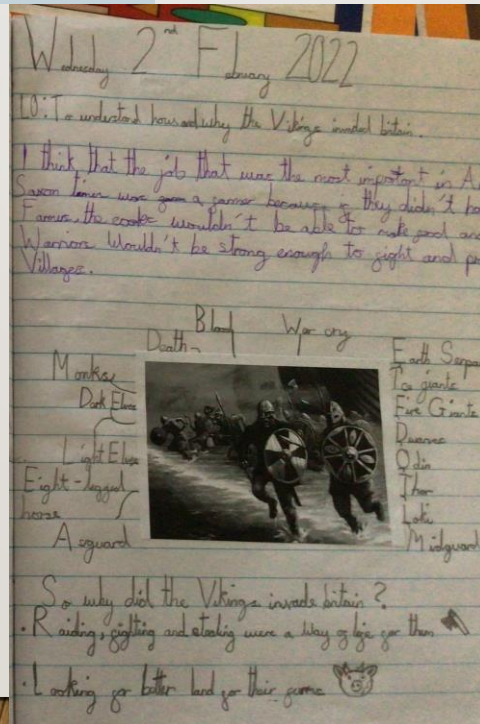 Wednesday 2nd February 2022
LO: To understand how and why the Vikings invaded britain.
I think that the job that was the most important in A
Saxon times was a farmer because if they didn't ha
Farmers the cooks wouldn't be able to make food and
Warriors Wouldn't be strong enough to fight and pr
Villages.
Blood War cry
Death
Monks
Dark Elves
Light Elves
Eight-legged
horse
Asguard
Earth Serpa
Ice giants
Fire Giants
Dwarves
Odin
Thor
Loki
Midguard
So why did the Vikings invade britain?
. Raiding, fighting and stealing were a way of life for them
. Looking for better land for their farms